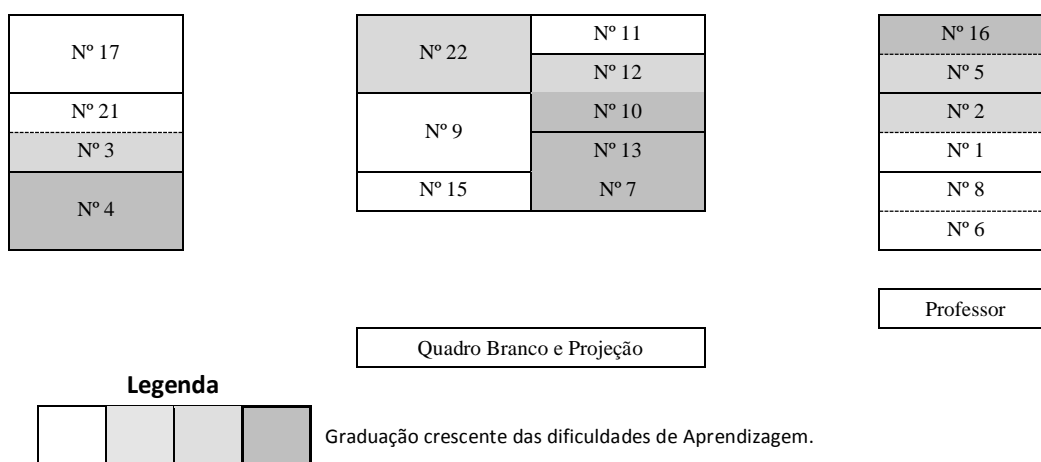 Nº 17
Nº 21
Nº 3
Nº 4
Nº 22
Nº 9
Nº 15
Nº 11
Nº 12
Nº 10
Nº 13
Nº 7
Nº 16
Nº 5
Nº 2
Nº 1
Nº 8
Nº 6
Professor
Quadro Branco e Projeção
Legenda
Graduação crescente das dificuldades de Aprendizagem.